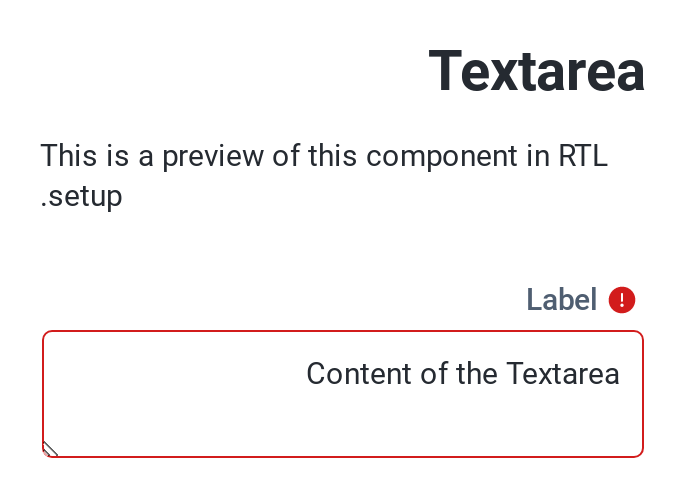 Textarea
This is a preview of this component in RTL
.setup
Label
Content of the Textarea